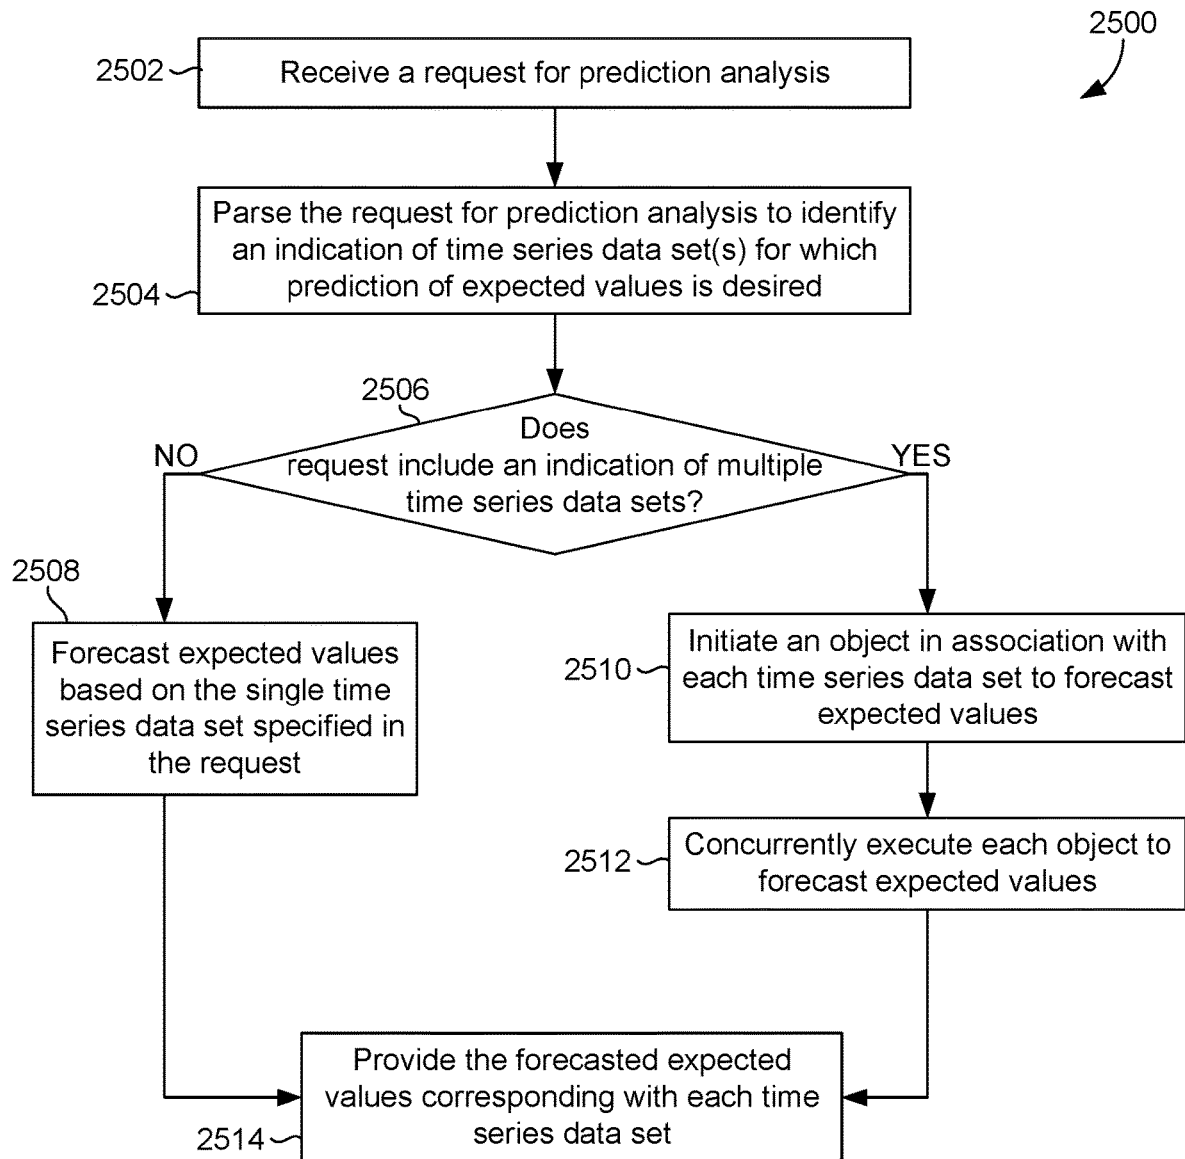 2500
2502
Receive a request for prediction analysis
Parse the request for prediction analysis to identify
an indication of time series data set(s) for which
prediction of expected values is desired
2504
2506
Does
request include an indication of multiple
time series data sets?
NO
YES
2508
Forecast expected values
based on the single time
series data set specified in
the request
2510
Initiate an object in association with
each time series data set to forecast
expected values
2512
Concurrently execute each object to
forecast expected values
Provide the forecasted expected
values corresponding with each time
series data set
2514